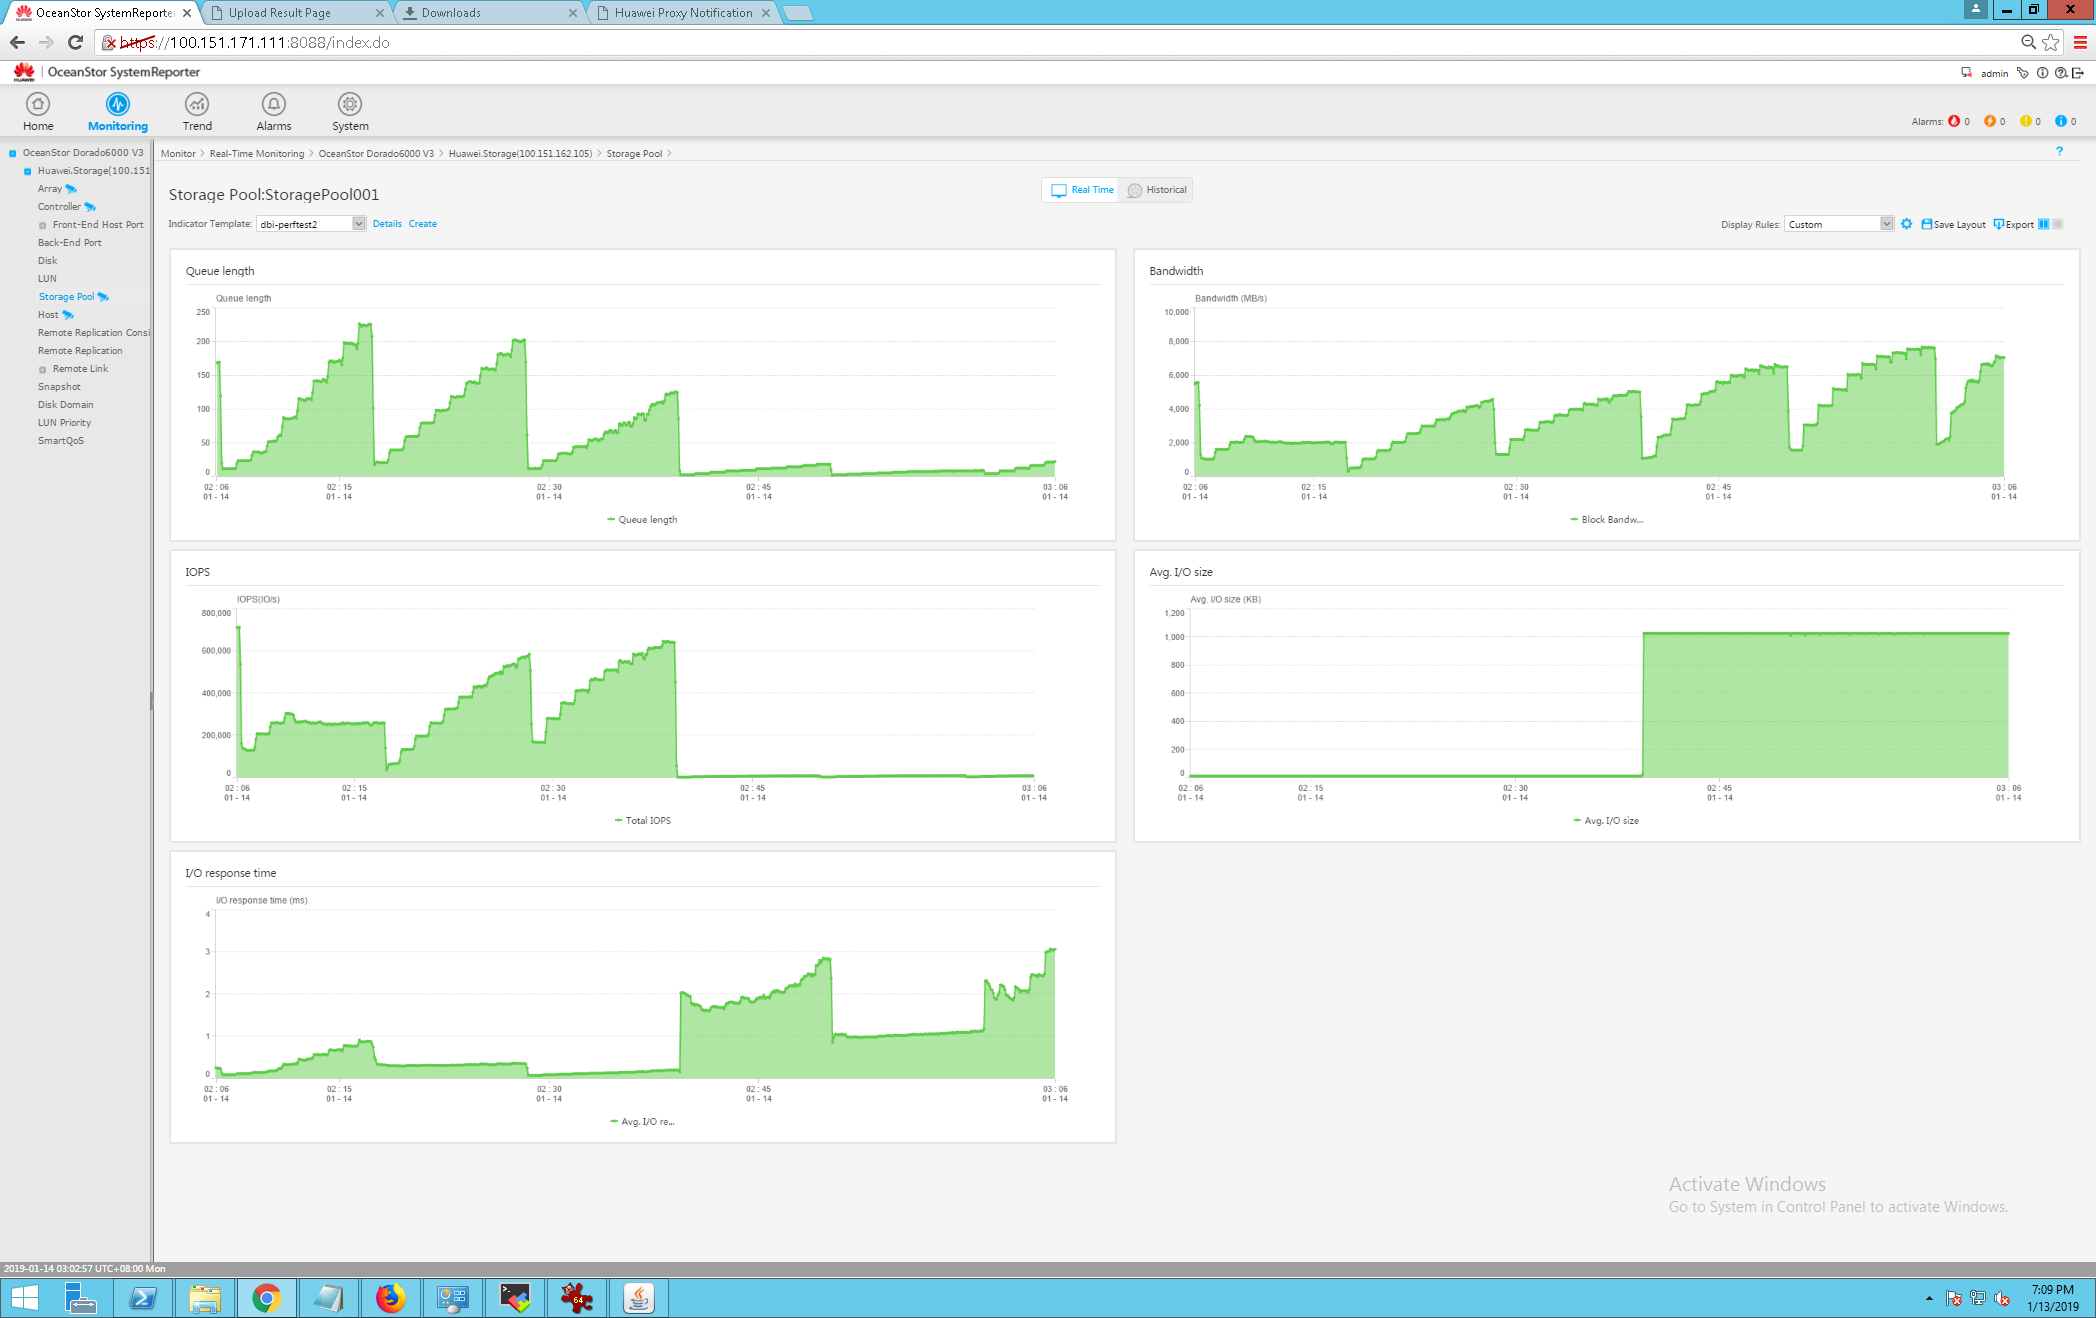 OceanStor SystemReporte
Upload Result Page
Downloads
Huawei Proxy Notification
https://100.151.171.111:8088/index.do
HUAWEI
OceanStor SystemReporter
admin
Home
Monitoring
Trend
Alarms
System
Alarms: 0 0 0 0
OceanStor Dorado6000 V3
Huawei.Storage(100.151
Array
Controller
Front-End Host Port
Back-End Port
Disk
LUN
Storage Pool
Host
Remote Replication Consi
Remote Replication
Remote Link
Snapshot
Disk Domain
LUN Priority
SmartQoS
Monitor > Real-Time Monitoring > OceanStor Dorado6000 V3 > Huawei.Storage(100.151.162.105) > Storage Pool >
?
Storage Pool:StoragePool001
Real Time
Historical
Indicator Template: dbi-perftest2 Details Create
Display Rules: Custom Save Layout Export
Queue length
Queue length
250
200
150
100
50
0
02 : 06 02 : 15 02 : 30 02 : 45 03 : 06
01 - 14 01 - 14 01 - 14 01 - 14 01 - 14
Queue length
Bandwidth
Bandwidth (MB/s)
10,000
8,000
6,000
4,000
2,000
0
02 : 06 02 : 15 02 : 30 02 : 45 03 : 06
01 - 14 01 - 14 01 - 14 01 - 14 01 - 14
Block Bandw...
IOPS
IOPS(IO/s)
800,000
600,000
400,000
200,000
0
02 : 06 02 : 15 02 : 30 02 : 45 03 : 06
01 - 14 01 - 14 01 - 14 01 - 14 01 - 14
Total IOPS
Avg. I/O size
Avg. I/O size (KB)
1,200
1,000
800
600
400
200
0
02 : 06 02 : 15 02 : 30 02 : 45 03 : 06
01 - 14 01 - 14 01 - 14 01 - 14 01 - 14
Avg. I/O size
I/O response time
I/O response time (ms)
4
3
2
1
0
02 : 06 02 : 15 02 : 30 02 : 45 03 : 06
01 - 14 01 - 14 01 - 14 01 - 14 01 - 14
Avg. I/O re...
Activate Windows
Go to System in Control Panel to activate Windows.
2019-01-14 03:02:57 UTC+08:00 Mon
64
7:09 PM
1/13/2019